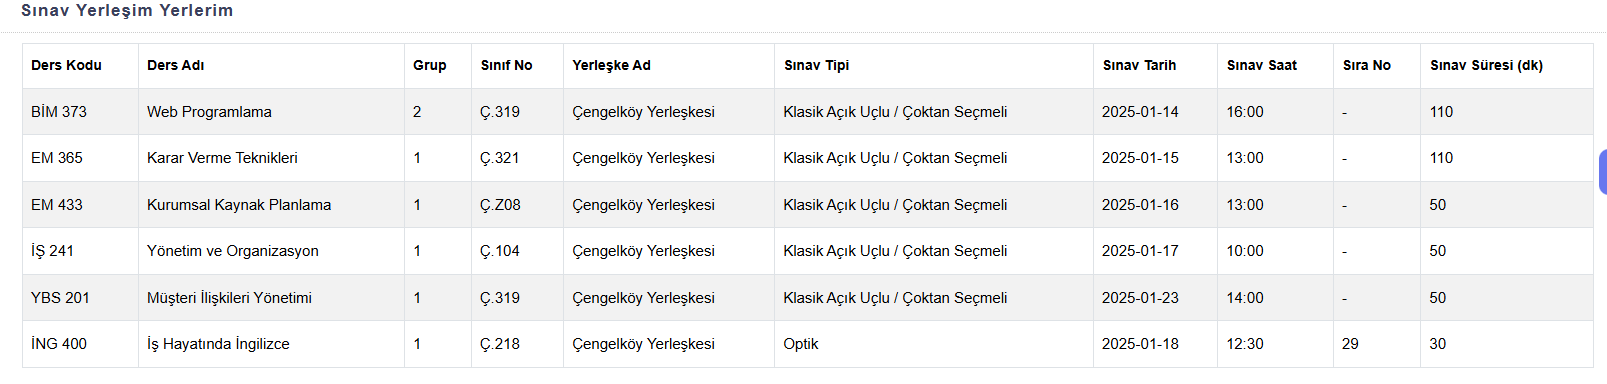 Sınav Yerleşim Yerlerim
Ders Kodu Ders Adı Grup Sınıf No Yerleşke Ad Sınav Tipi Sınav Tarih Sınav Saat Sıra No Sınav Süresi (dk)
BİM 373 Web Programlama 2 Ç.319 Çengelköy Yerleşkesi Klasik Açık Uçlu / Çoktan Seçmeli 2025-01-14 16:00 - 110
EM 365 Karar Verme Teknikleri 1 Ç.321 Çengelköy Yerleşkesi Klasik Açık Uçlu / Çoktan Seçmeli 2025-01-15 13:00 - 110
EM 433 Kurumsal Kaynak Planlama 1 Ç.Z08 Çengelköy Yerleşkesi Klasik Açık Uçlu / Çoktan Seçmeli 2025-01-16 13:00 - 50
İŞ 241 Yönetim ve Organizasyon 1 Ç.104 Çengelköy Yerleşkesi Klasik Açık Uçlu / Çoktan Seçmeli 2025-01-17 10:00 - 50
YBS 201 Müşteri İlişkileri Yönetimi 1 Ç.319 Çengelköy Yerleşkesi Klasik Açık Uçlu / Çoktan Seçmeli 2025-01-23 14:00 - 50
İNG 400 İş Hayatında İngilizce 1 Ç.218 Çengelköy Yerleşkesi Optik 2025-01-18 12:30 29 30